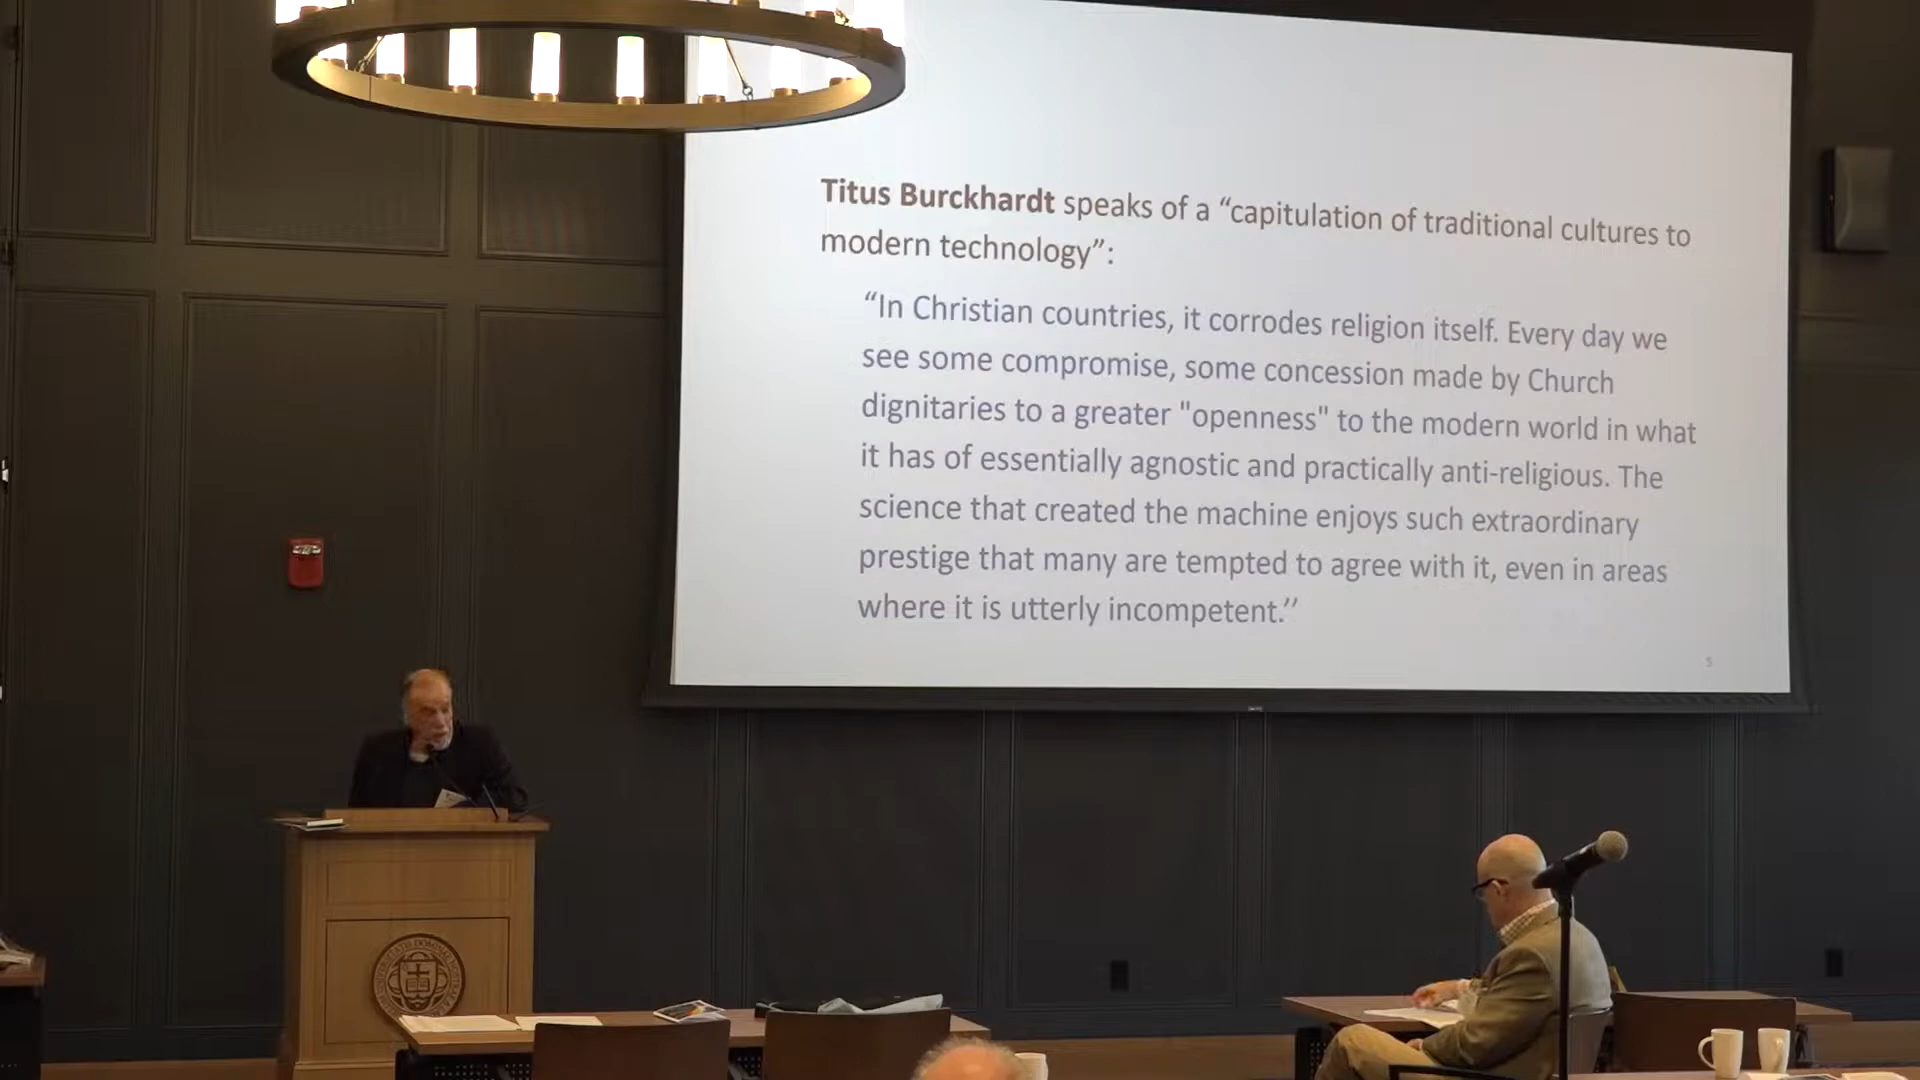 Titus Burckhardt speaks of a “capitulation of traditional cultures to
modern technology”:
“In Christian countries, it corrodes religion itself. Every day we
see some compromise, some concession made by Church
dignitaries to a greater "openness" to the modern world in what
it has of essentially agnostic and practically anti-religious. The
science that created the machine enjoys such extraordinary
prestige that many are tempted to agree with it, even in areas
where it is utterly incompetent.”
5